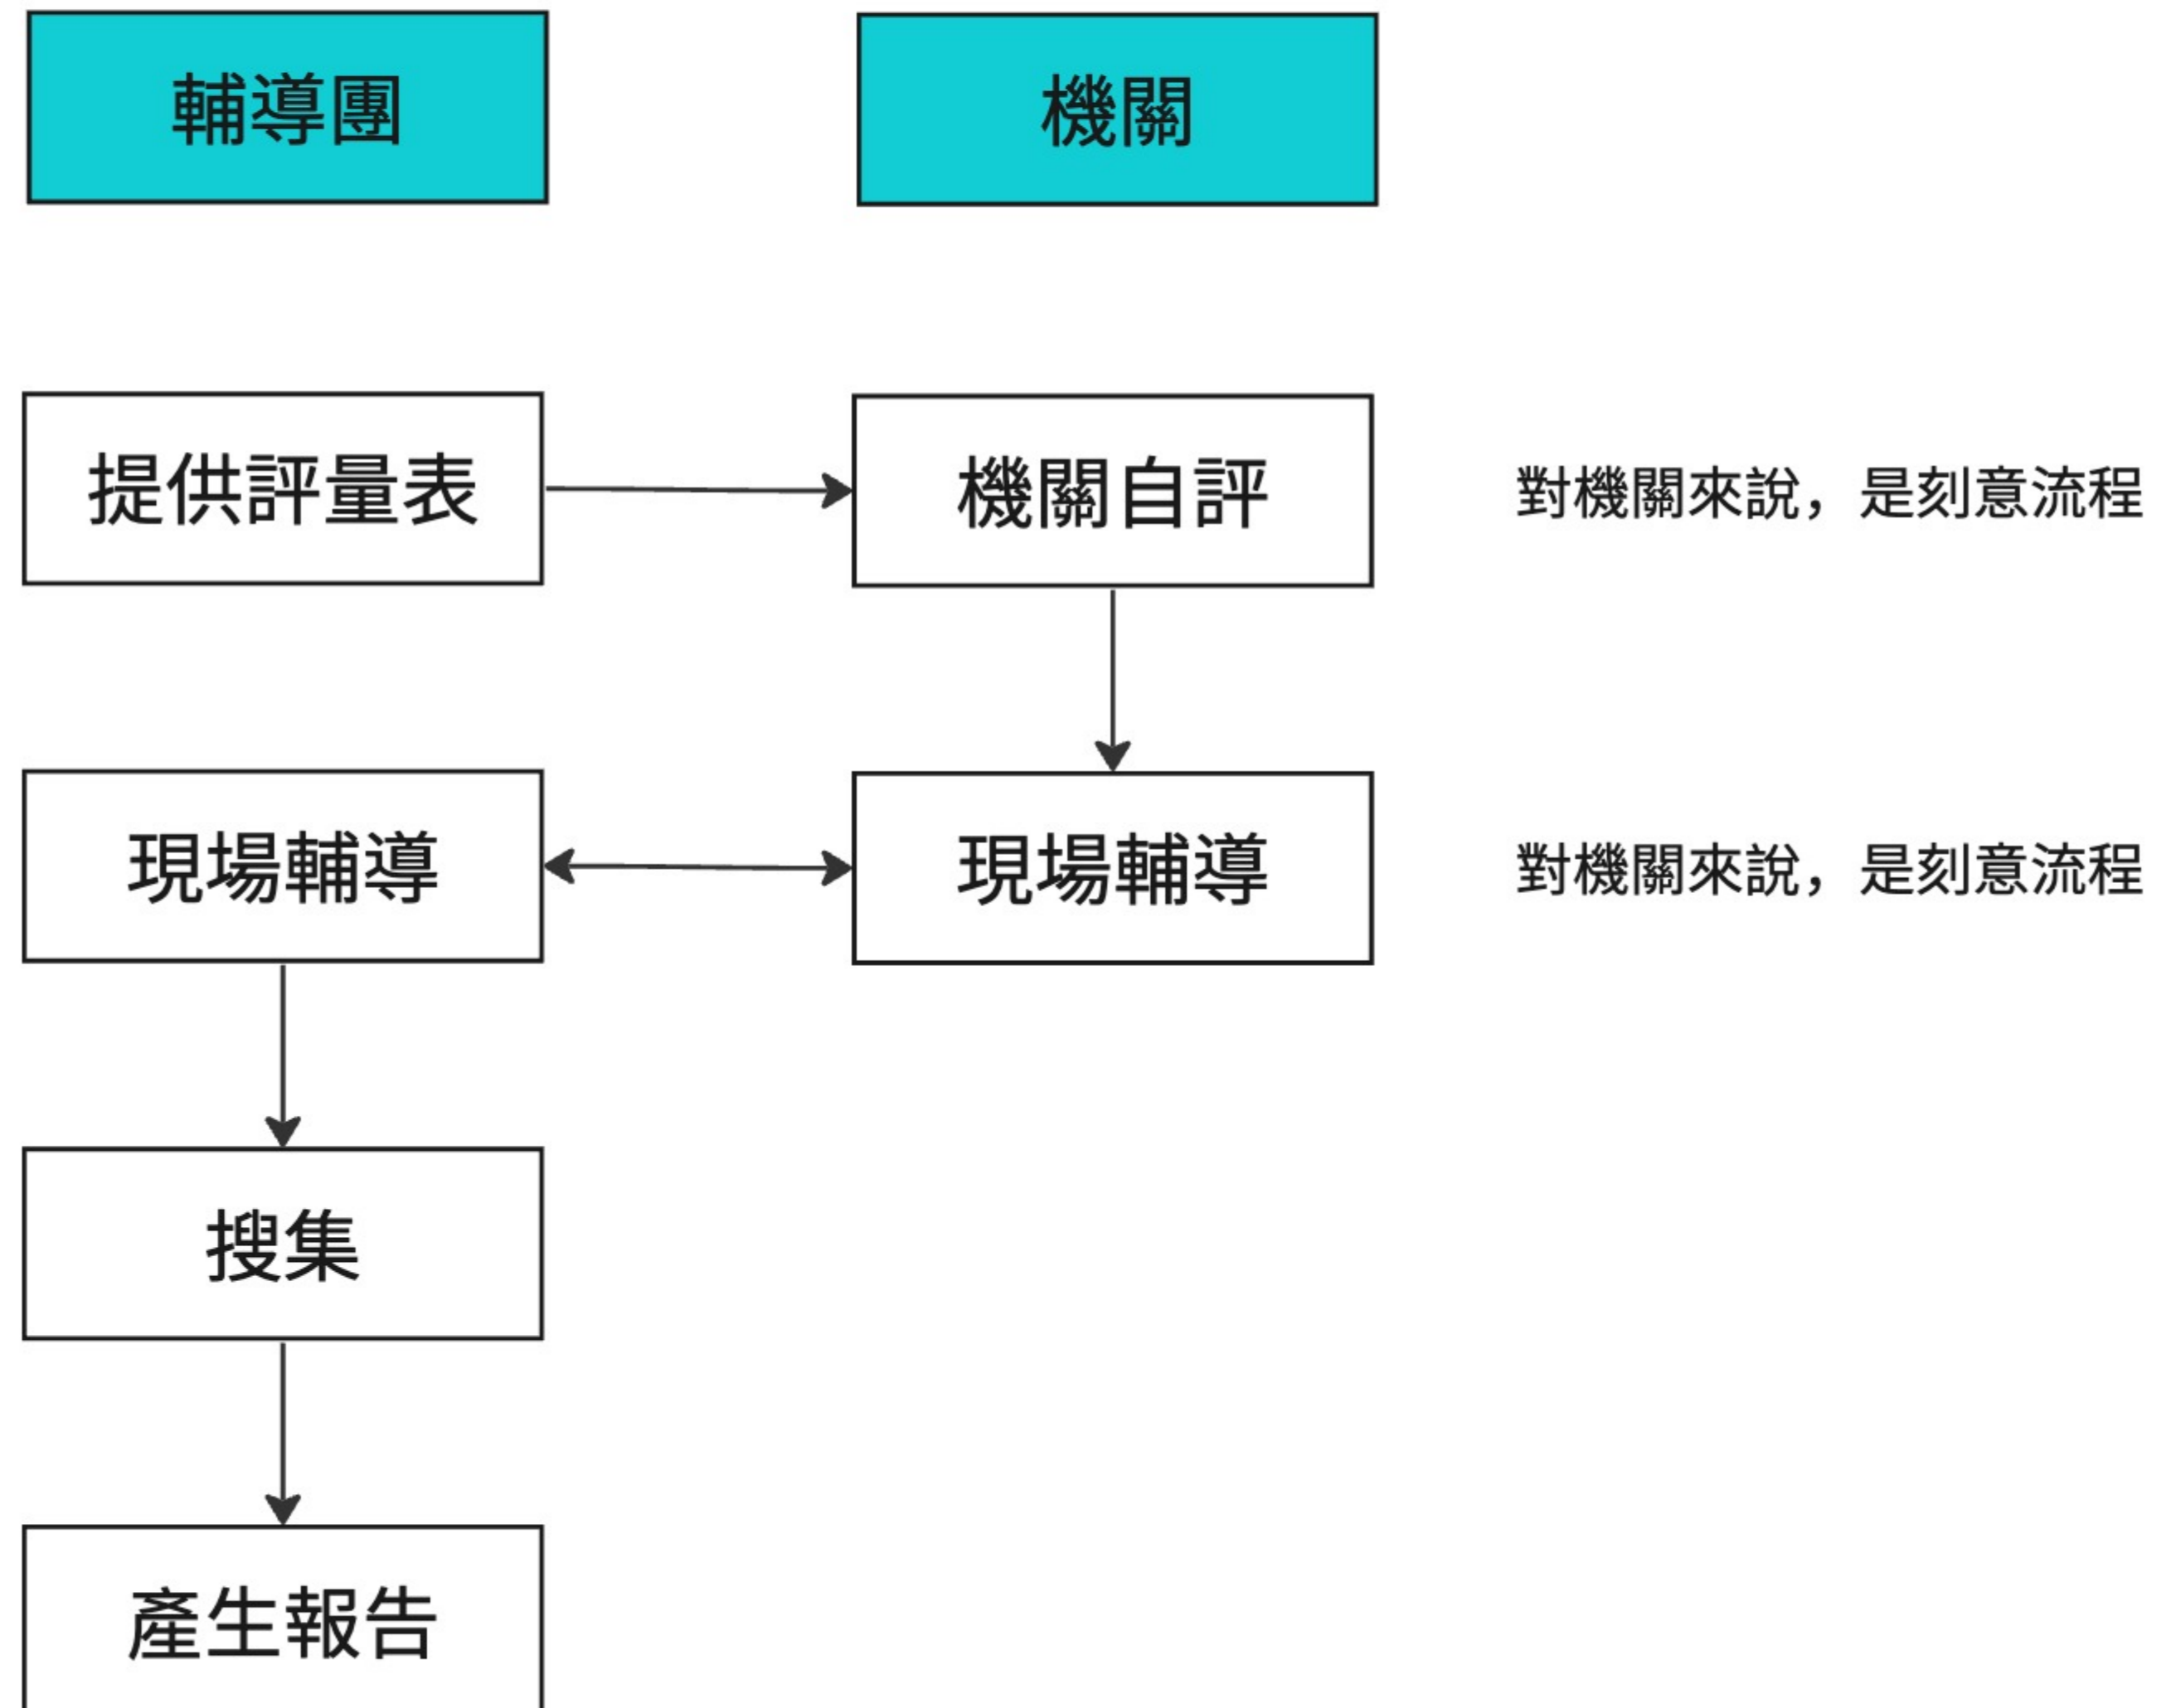 輔導團
機關
提供評量表
機關自評
對機關來說，是刻意流程
現場輔導
現場輔導
對機關來說，是刻意流程
搜集
產生報告